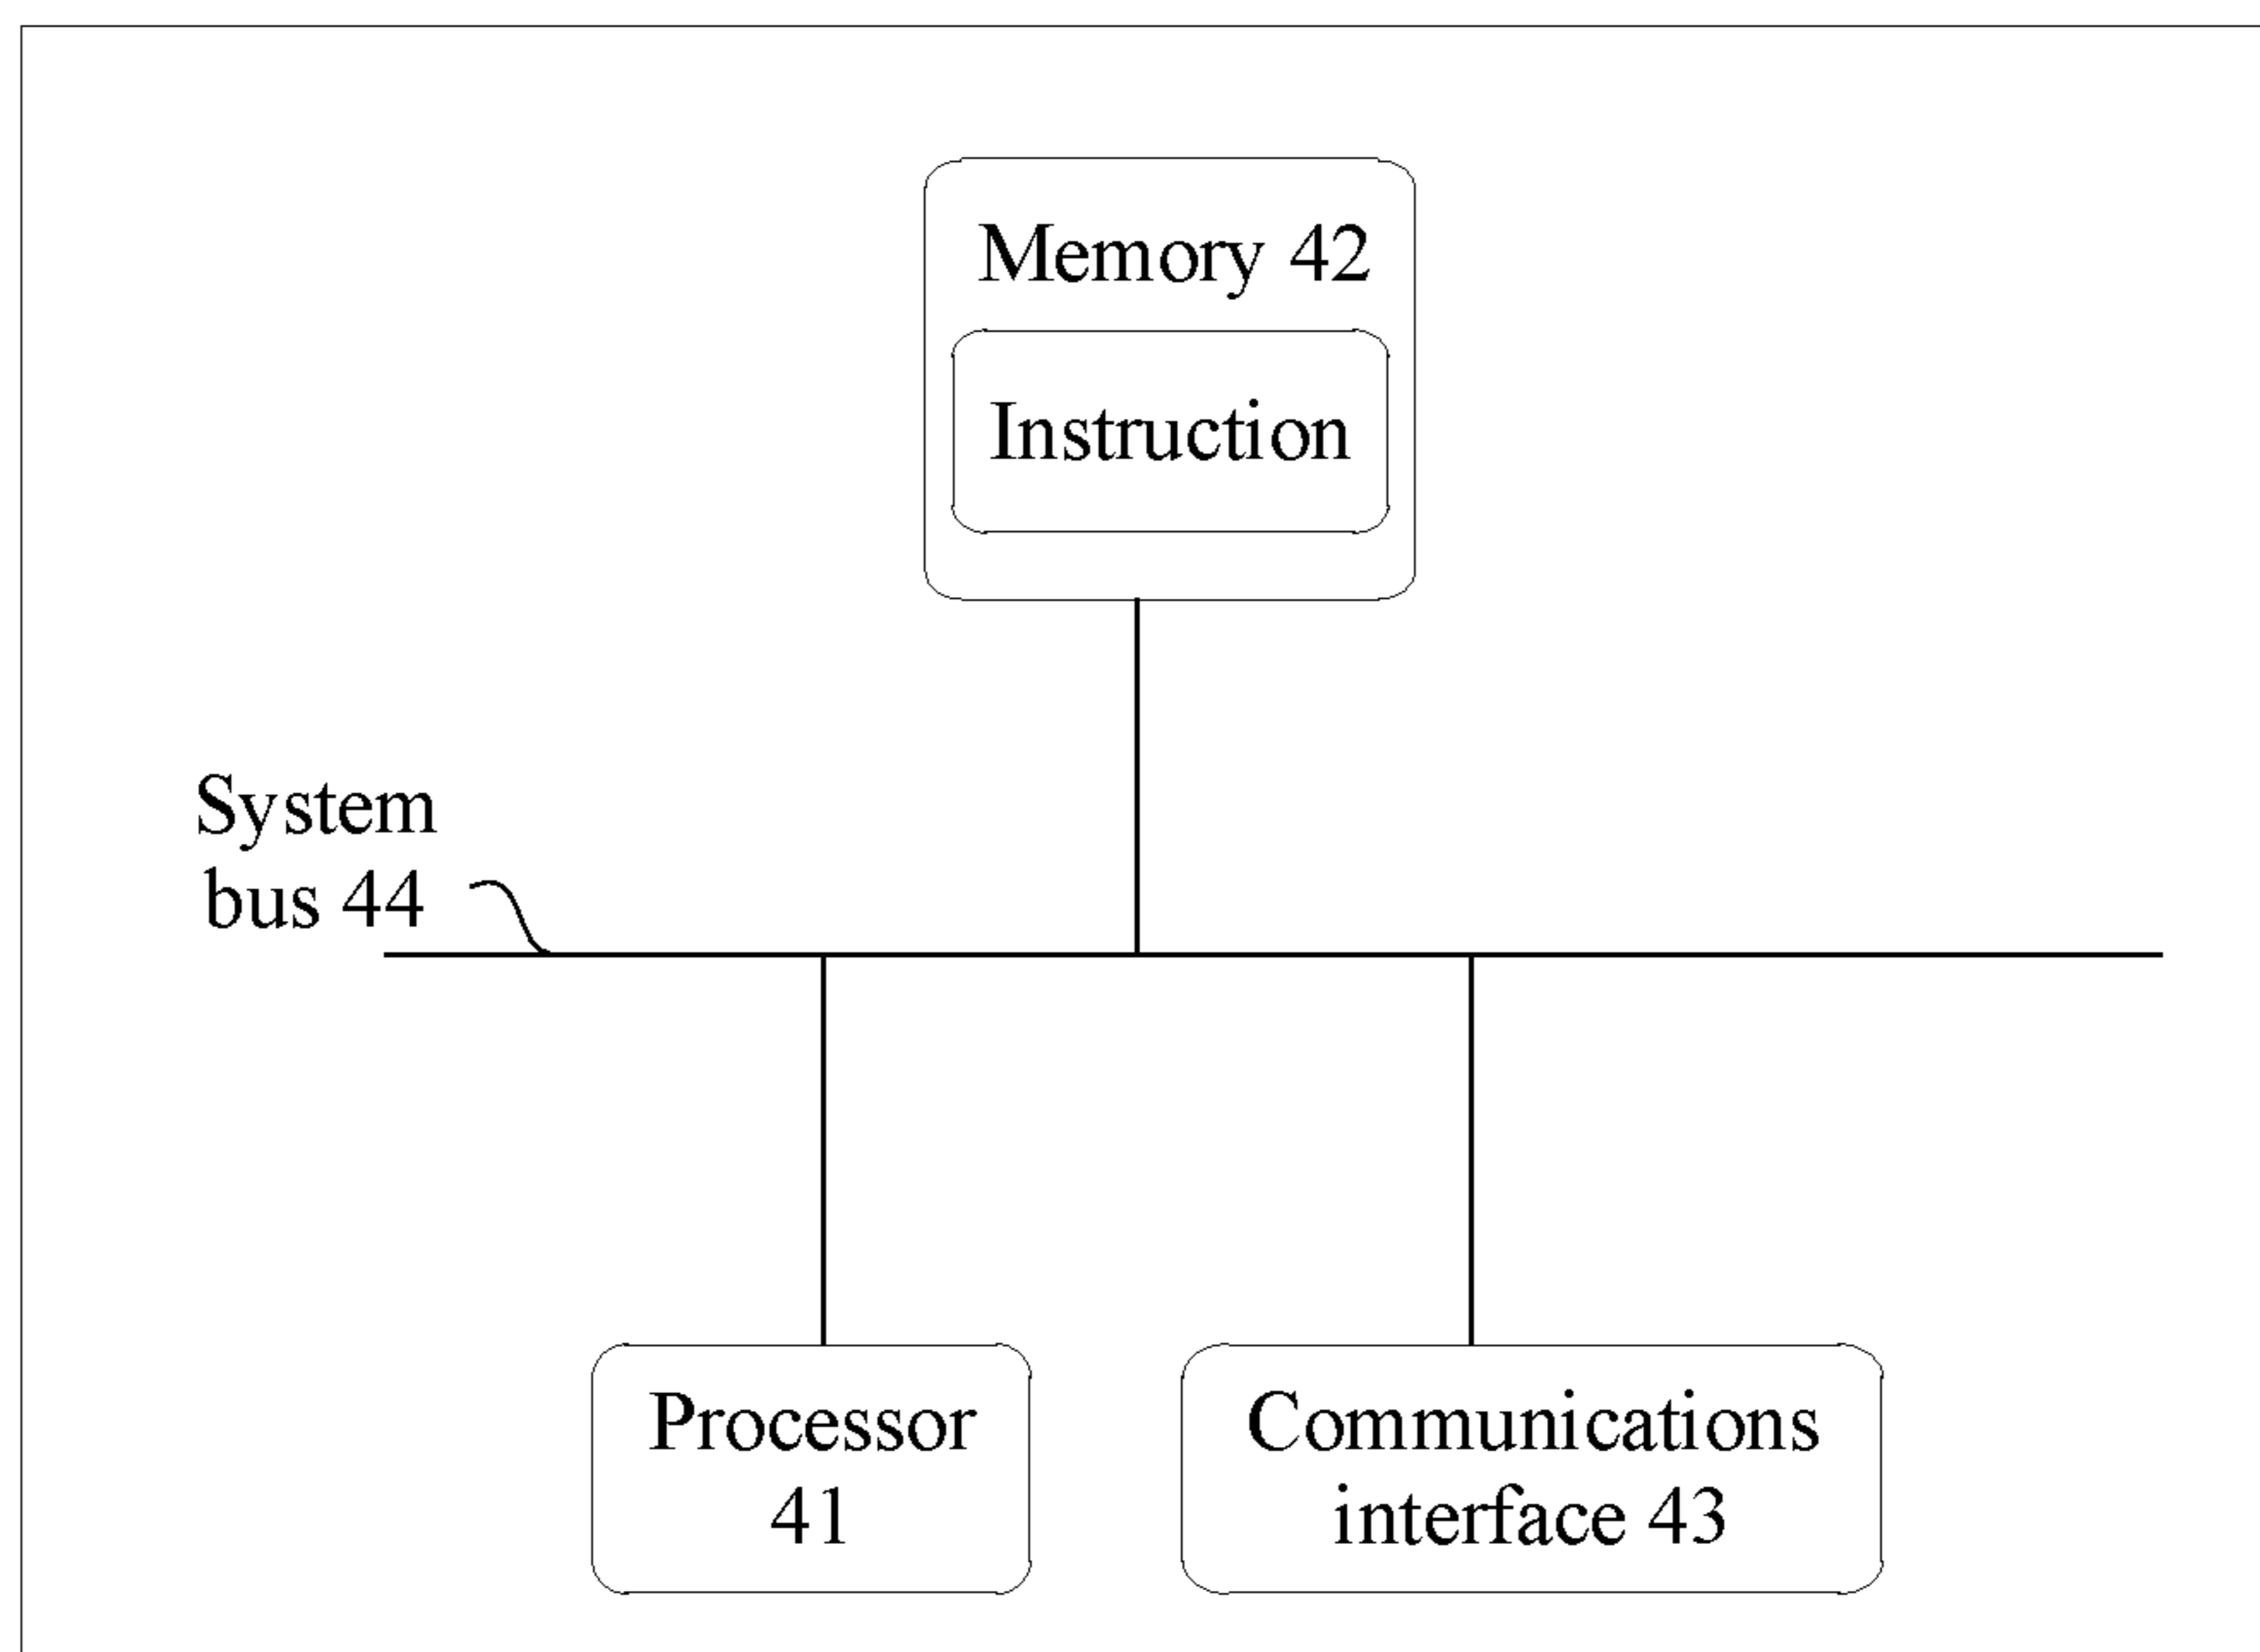 Memory 42
Instruction
System
bus 44
Processor
41
Communications
interface 43